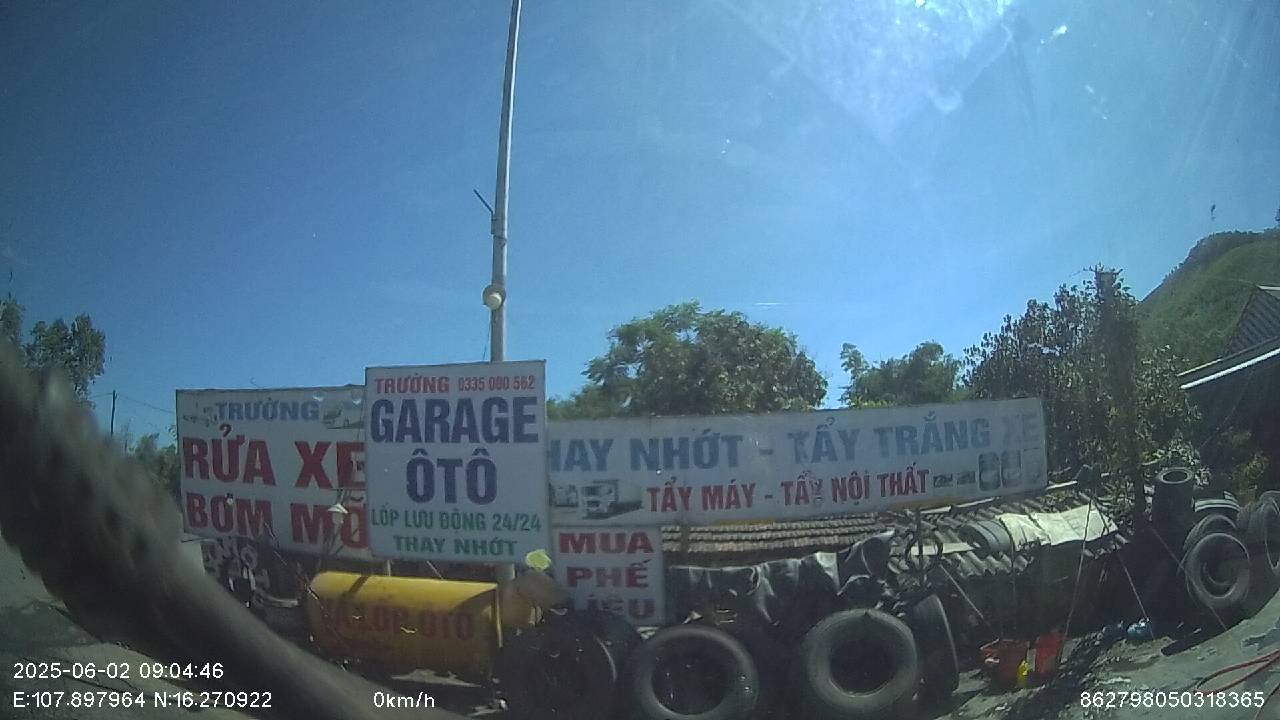 TRƯỜNG
RỬA XE
BƠM MỠ
TRƯỜNG 0335 000 562
GARAGE
ÔTÔ
LỐP LƯU ĐỘNG 24/24
THAY NHỚT
HAY NHỚT - TẨY TRẮNG XE
TẨY MÁY - TẨY NỘI THẤT
MUA
PHẾ
LIỆU
LỐP ÔTÔ
2025-06-02 09:04:46
E:107.897964 N:16.270922
0km/h
862798050318365